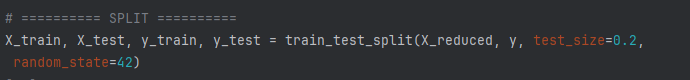 # ========== SPLIT ==========
X_train, X_test, y_train, y_test = train_test_split(X_reduced, y, test_size=0.2,
random_state=42)